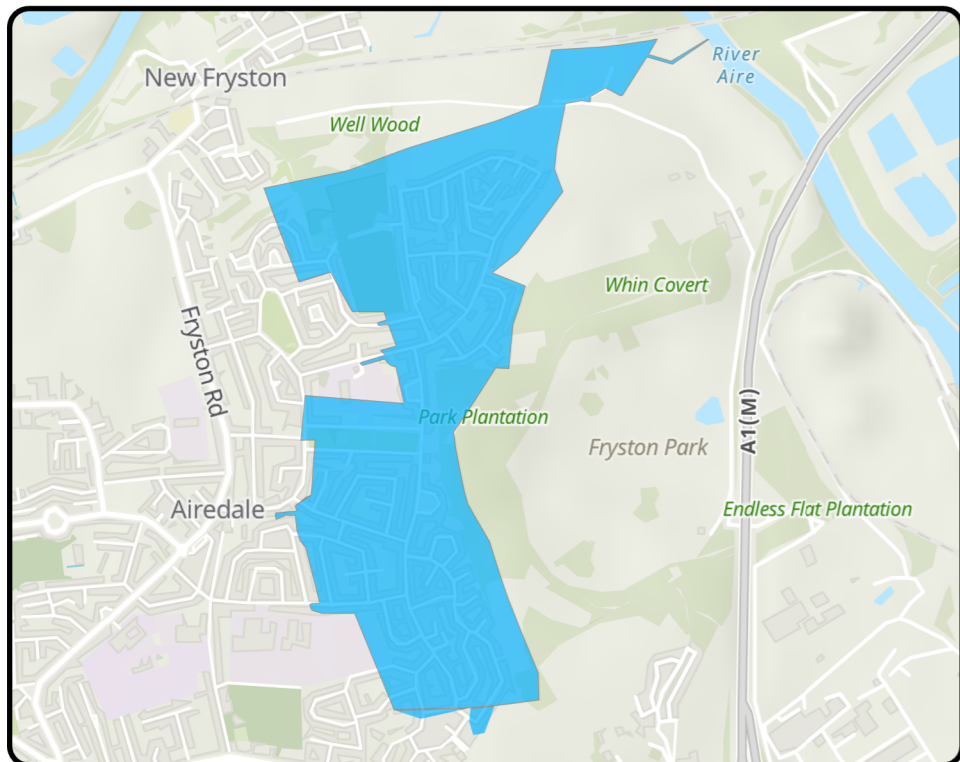 New Fryston
River
Aire
Well Wood
Whin Covert
Fryston Rd
A1(M)
Park Plantation
Fryston Park
Airedale
Endless Flat Plantation